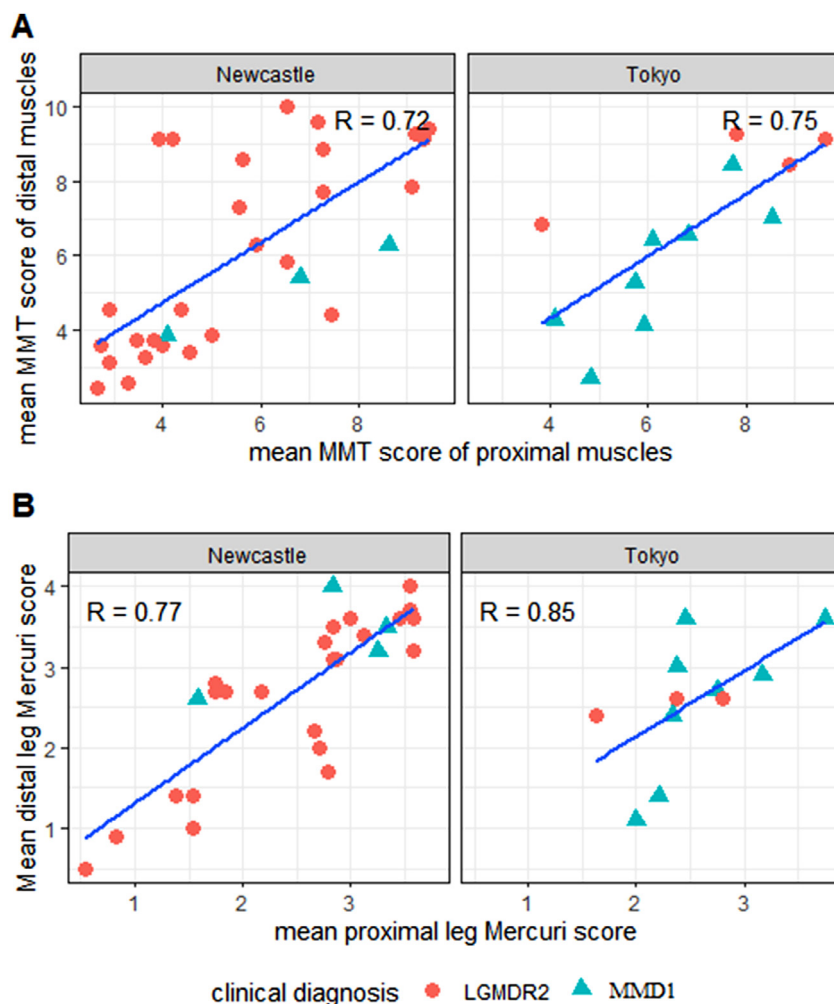 A
Newcastle
Tokyo
R = 0.72
R = 0.75
mean MMT score of distal muscles
10
8
6
4
4 6 8
4 6 8
mean MMT score of proximal muscles
B
Newcastle
Tokyo
R = 0.77
R = 0.85
Mean distal leg Mercuri score
4
3
2
1
1 2 3
1 2 3
mean proximal leg Mercuri score
clinical diagnosis LGMDR2 MMD1